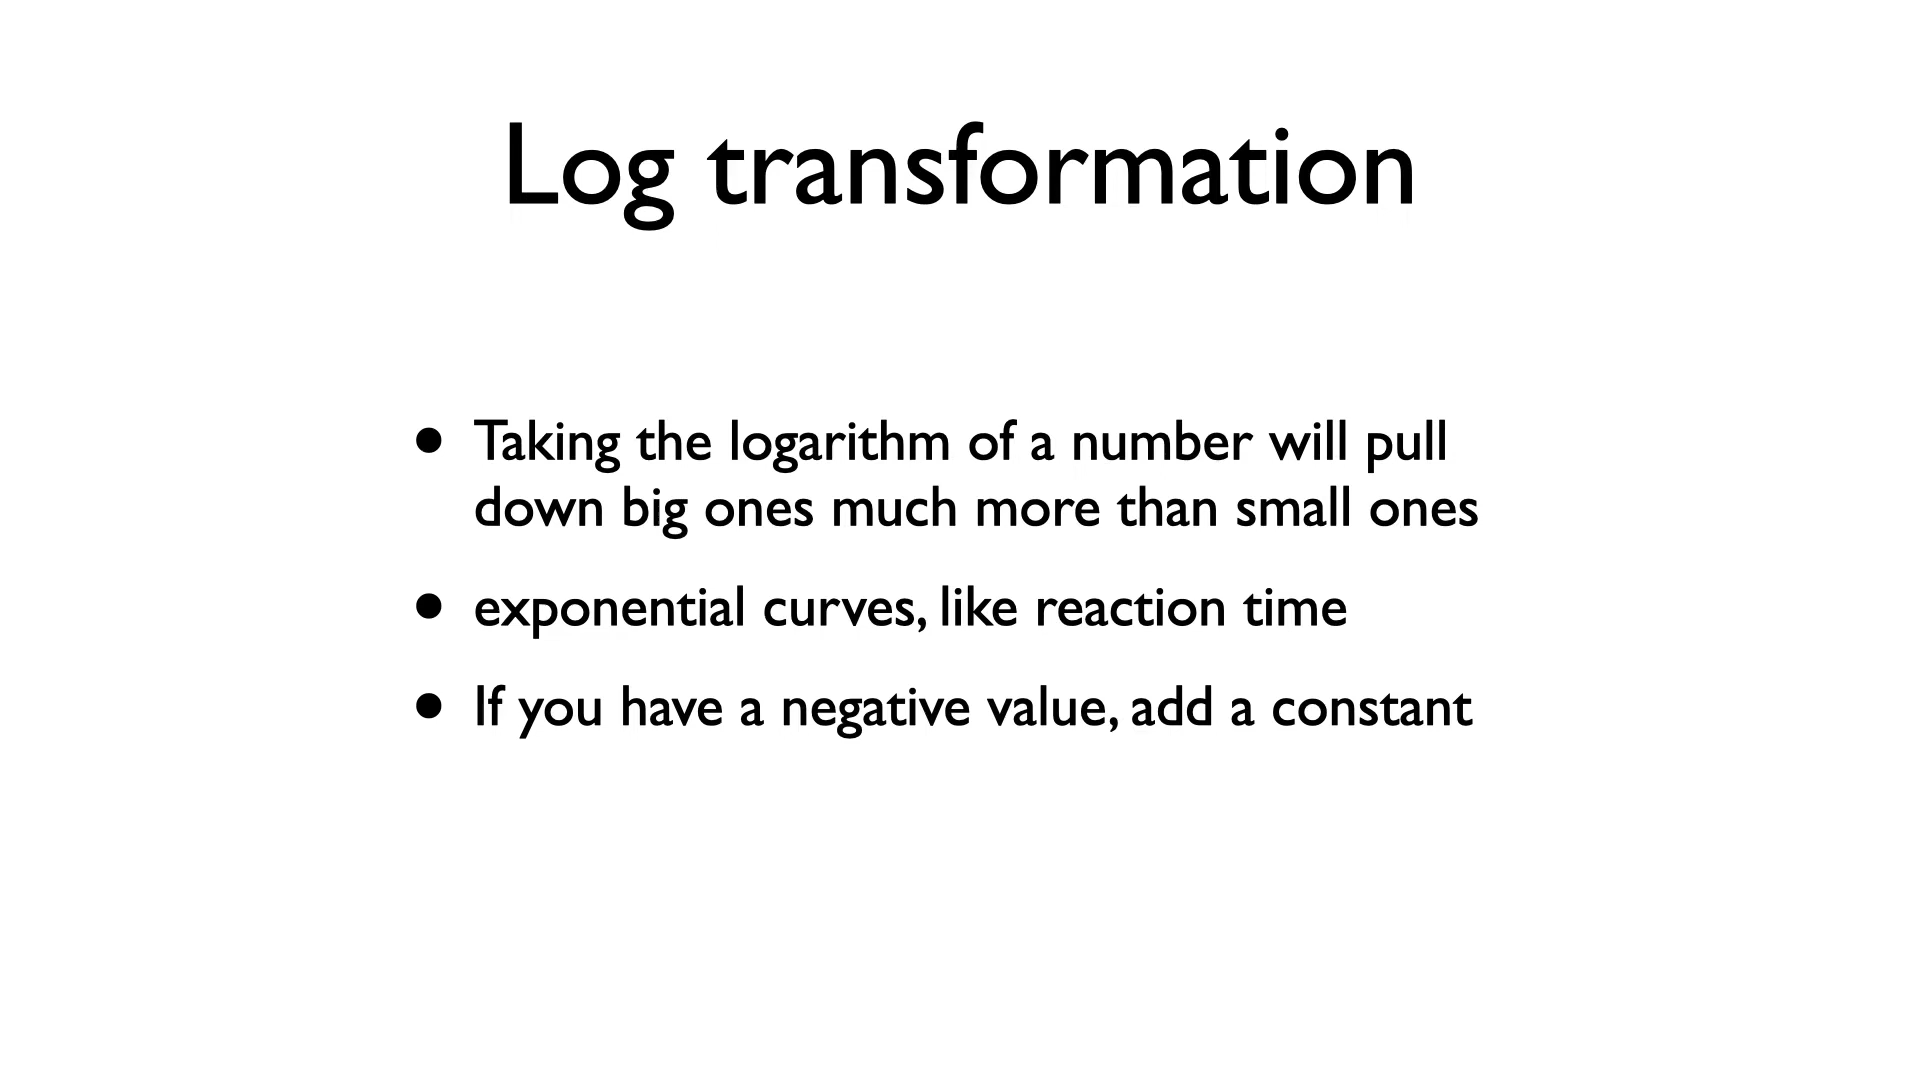 Log transformation
• Taking the logarithm of a number will pull
down big ones much more than small ones
• exponential curves, like reaction time
• If you have a negative value, add a constant